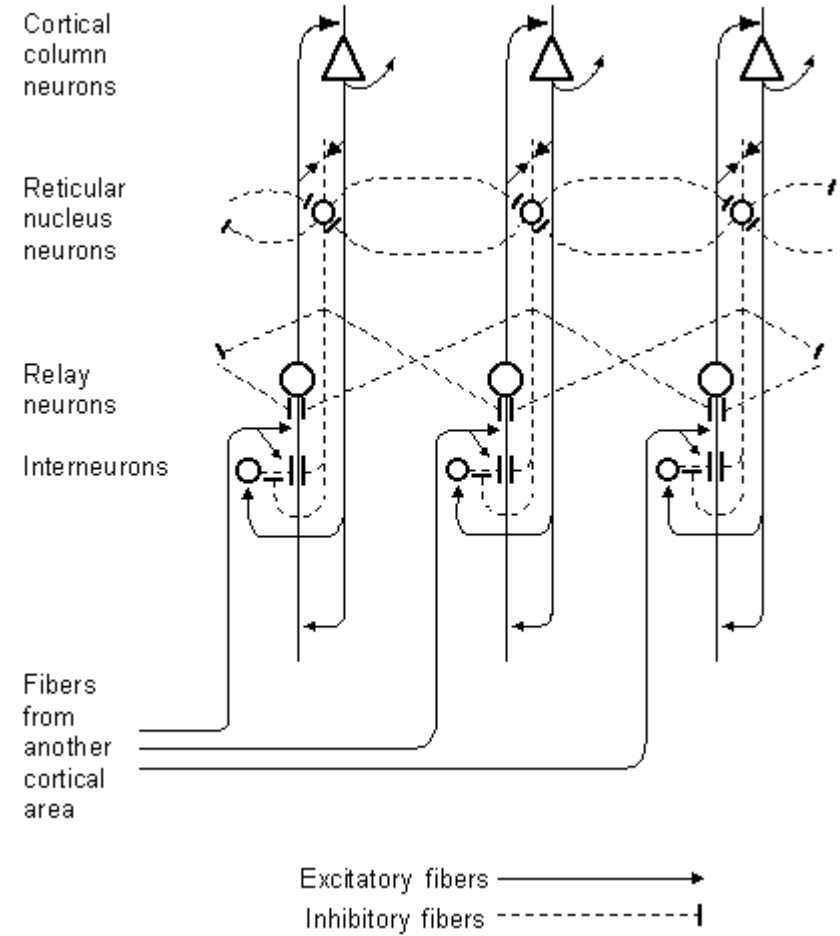 Cortical
column
neurons
Reticular
nucleus
neurons
Relay
neurons
Interneurons
Fibers
from
another
cortical
area
Excitatory fibers
Inhibitory fibers